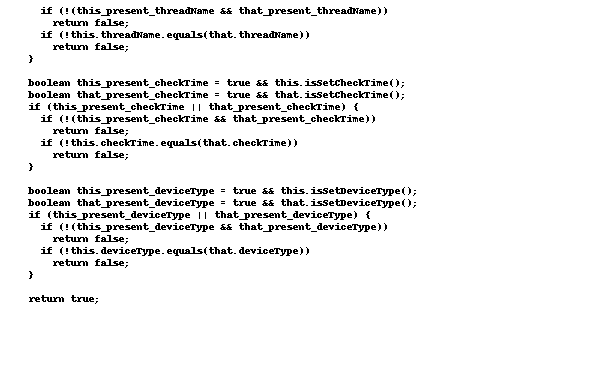 if (!(this_present_threadName && that_present_threadName))
return false;
if (!this.threadName.equals(that.threadName))
return false;
}
boolean this_present_checkTime = true && this.isSetCheckTime();
boolean that_present_checkTime = true && that.isSetCheckTime();
if (this_present_checkTime || that_present_checkTime) {
if (!(this_present_checkTime && that_present_checkTime))
return false;
if (!this.checkTime.equals(that.checkTime))
return false;
}
boolean this_present_deviceType = true && this.isSetDeviceType();
boolean that_present_deviceType = true && that.isSetDeviceType();
if (this_present_deviceType || that_present_deviceType) {
if (!(this_present_deviceType && that_present_deviceType))
return false;
if (!this.deviceType.equals(that.deviceType))
return false;
}
return true;